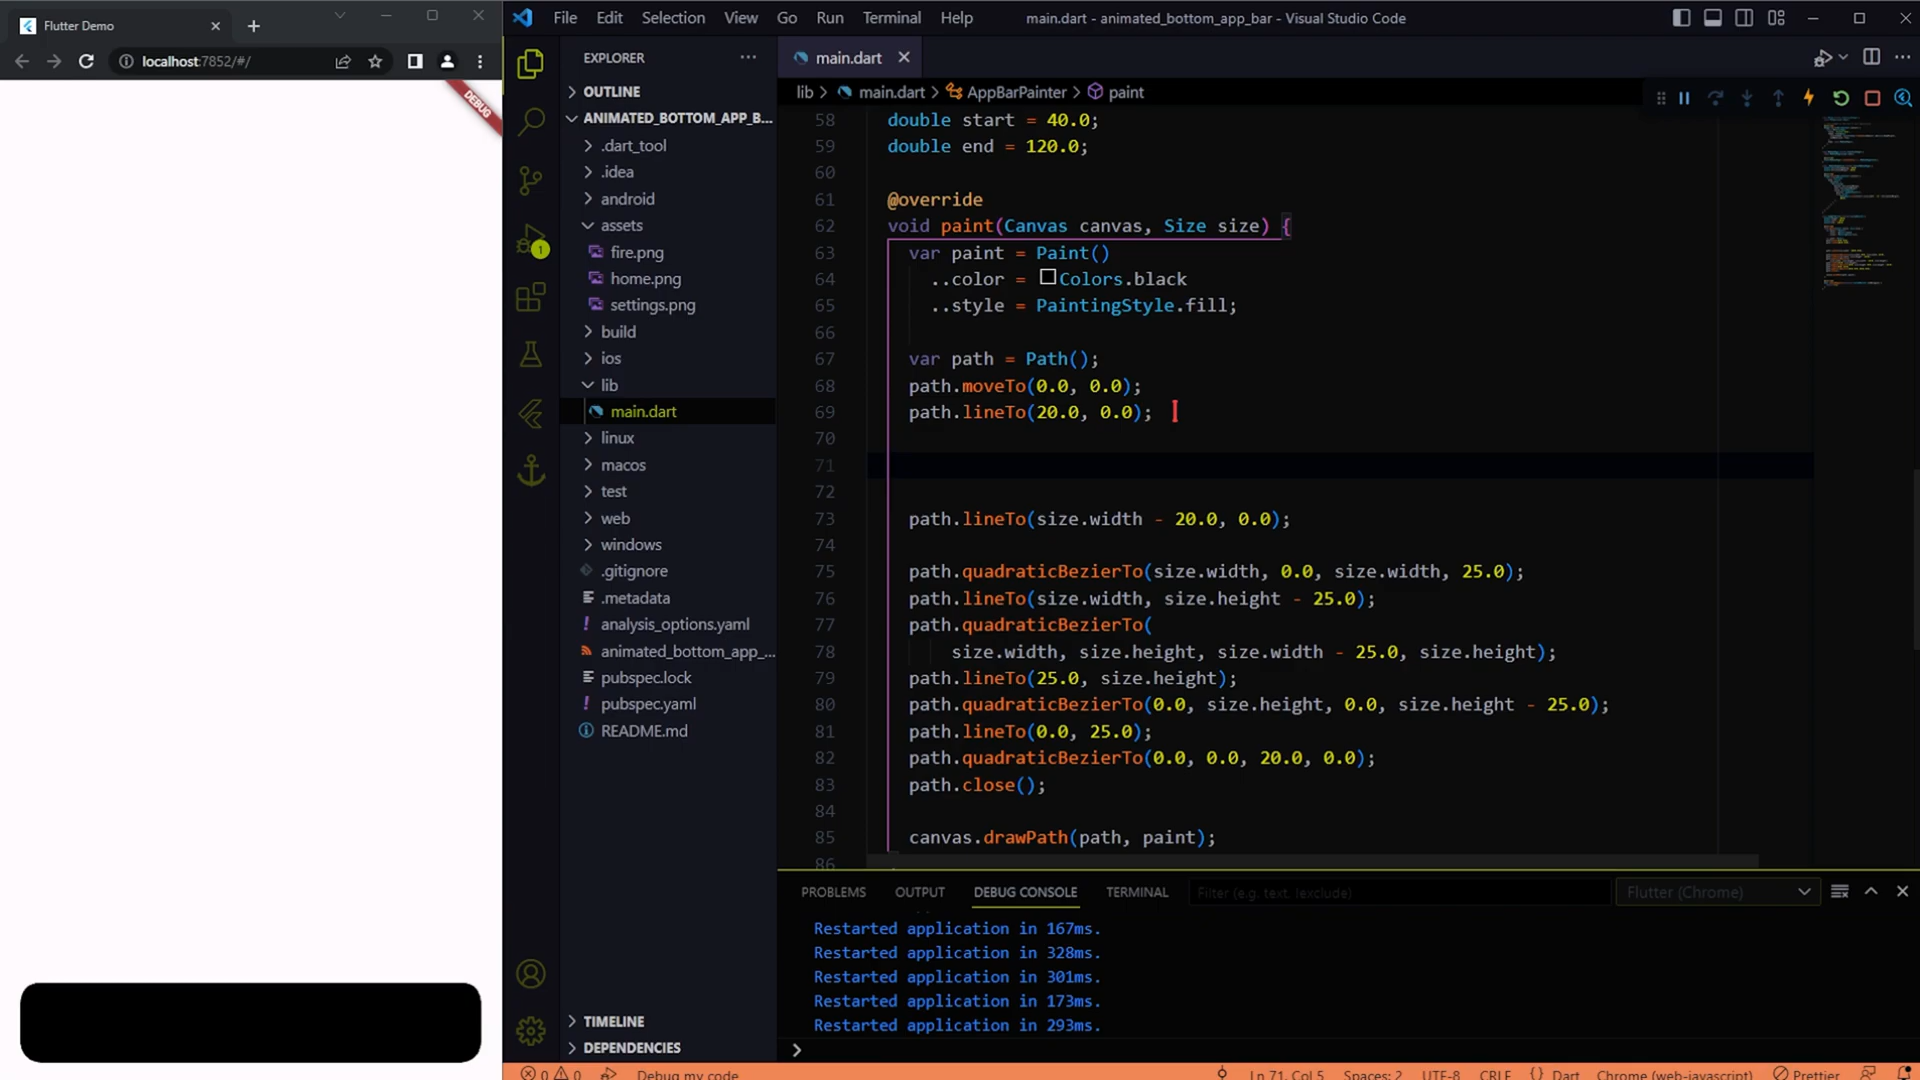 Flutter Demo
localhost:7852/#/
DEBUG
File Edit Selection View Go Run Terminal Help
main.dart - animated_bottom_app_bar - Visual Studio Code
EXPLORER
OUTLINE
ANIMATED_BOTTOM_APP_B...
.dart_tool
.idea
android
assets
fire.png
home.png
settings.png
build
ios
lib
main.dart
linux
macos
test
web
windows
.gitignore
.metadata
analysis_options.yaml
animated_bottom_app_...
pubspec.lock
pubspec.yaml
README.md
TIMELINE
DEPENDENCIES
1
main.dart
lib > main.dart > AppBarPainter > paint
58 double start = 40.0;
59 double end = 120.0;
60
61 @override
62 void paint(Canvas canvas, Size size) {
63 var paint = Paint()
64 ..color = Colors.black
65 ..style = PaintingStyle.fill;
66
67 var path = Path();
68 path.moveTo(0.0, 0.0);
69 path.lineTo(20.0, 0.0);
70
71
72
73 path.lineTo(size.width - 20.0, 0.0);
74
75 path.quadraticBezierTo(size.width, 0.0, size.width, 25.0);
76 path.lineTo(size.width, size.height - 25.0);
77 path.quadraticBezierTo(
78 size.width, size.height, size.width - 25.0, size.height);
79 path.lineTo(25.0, size.height);
80 path.quadraticBezierTo(0.0, size.height, 0.0, size.height - 25.0);
81 path.lineTo(0.0, 25.0);
82 path.quadraticBezierTo(0.0, 0.0, 20.0, 0.0);
83 path.close();
84
85 canvas.drawPath(path, paint);
86
PROBLEMS OUTPUT DEBUG CONSOLE TERMINAL
Filter (e.g. text, !exclude)
Flutter (Chrome)
Restarted application in 167ms.
Restarted application in 328ms.
Restarted application in 301ms.
Restarted application in 173ms.
Restarted application in 293ms.
0 0 Debug my code
Ln 71, Col 5 Spaces: 2 UTF-8 CRLF {} Dart Chrome (web-javascript) Prettier